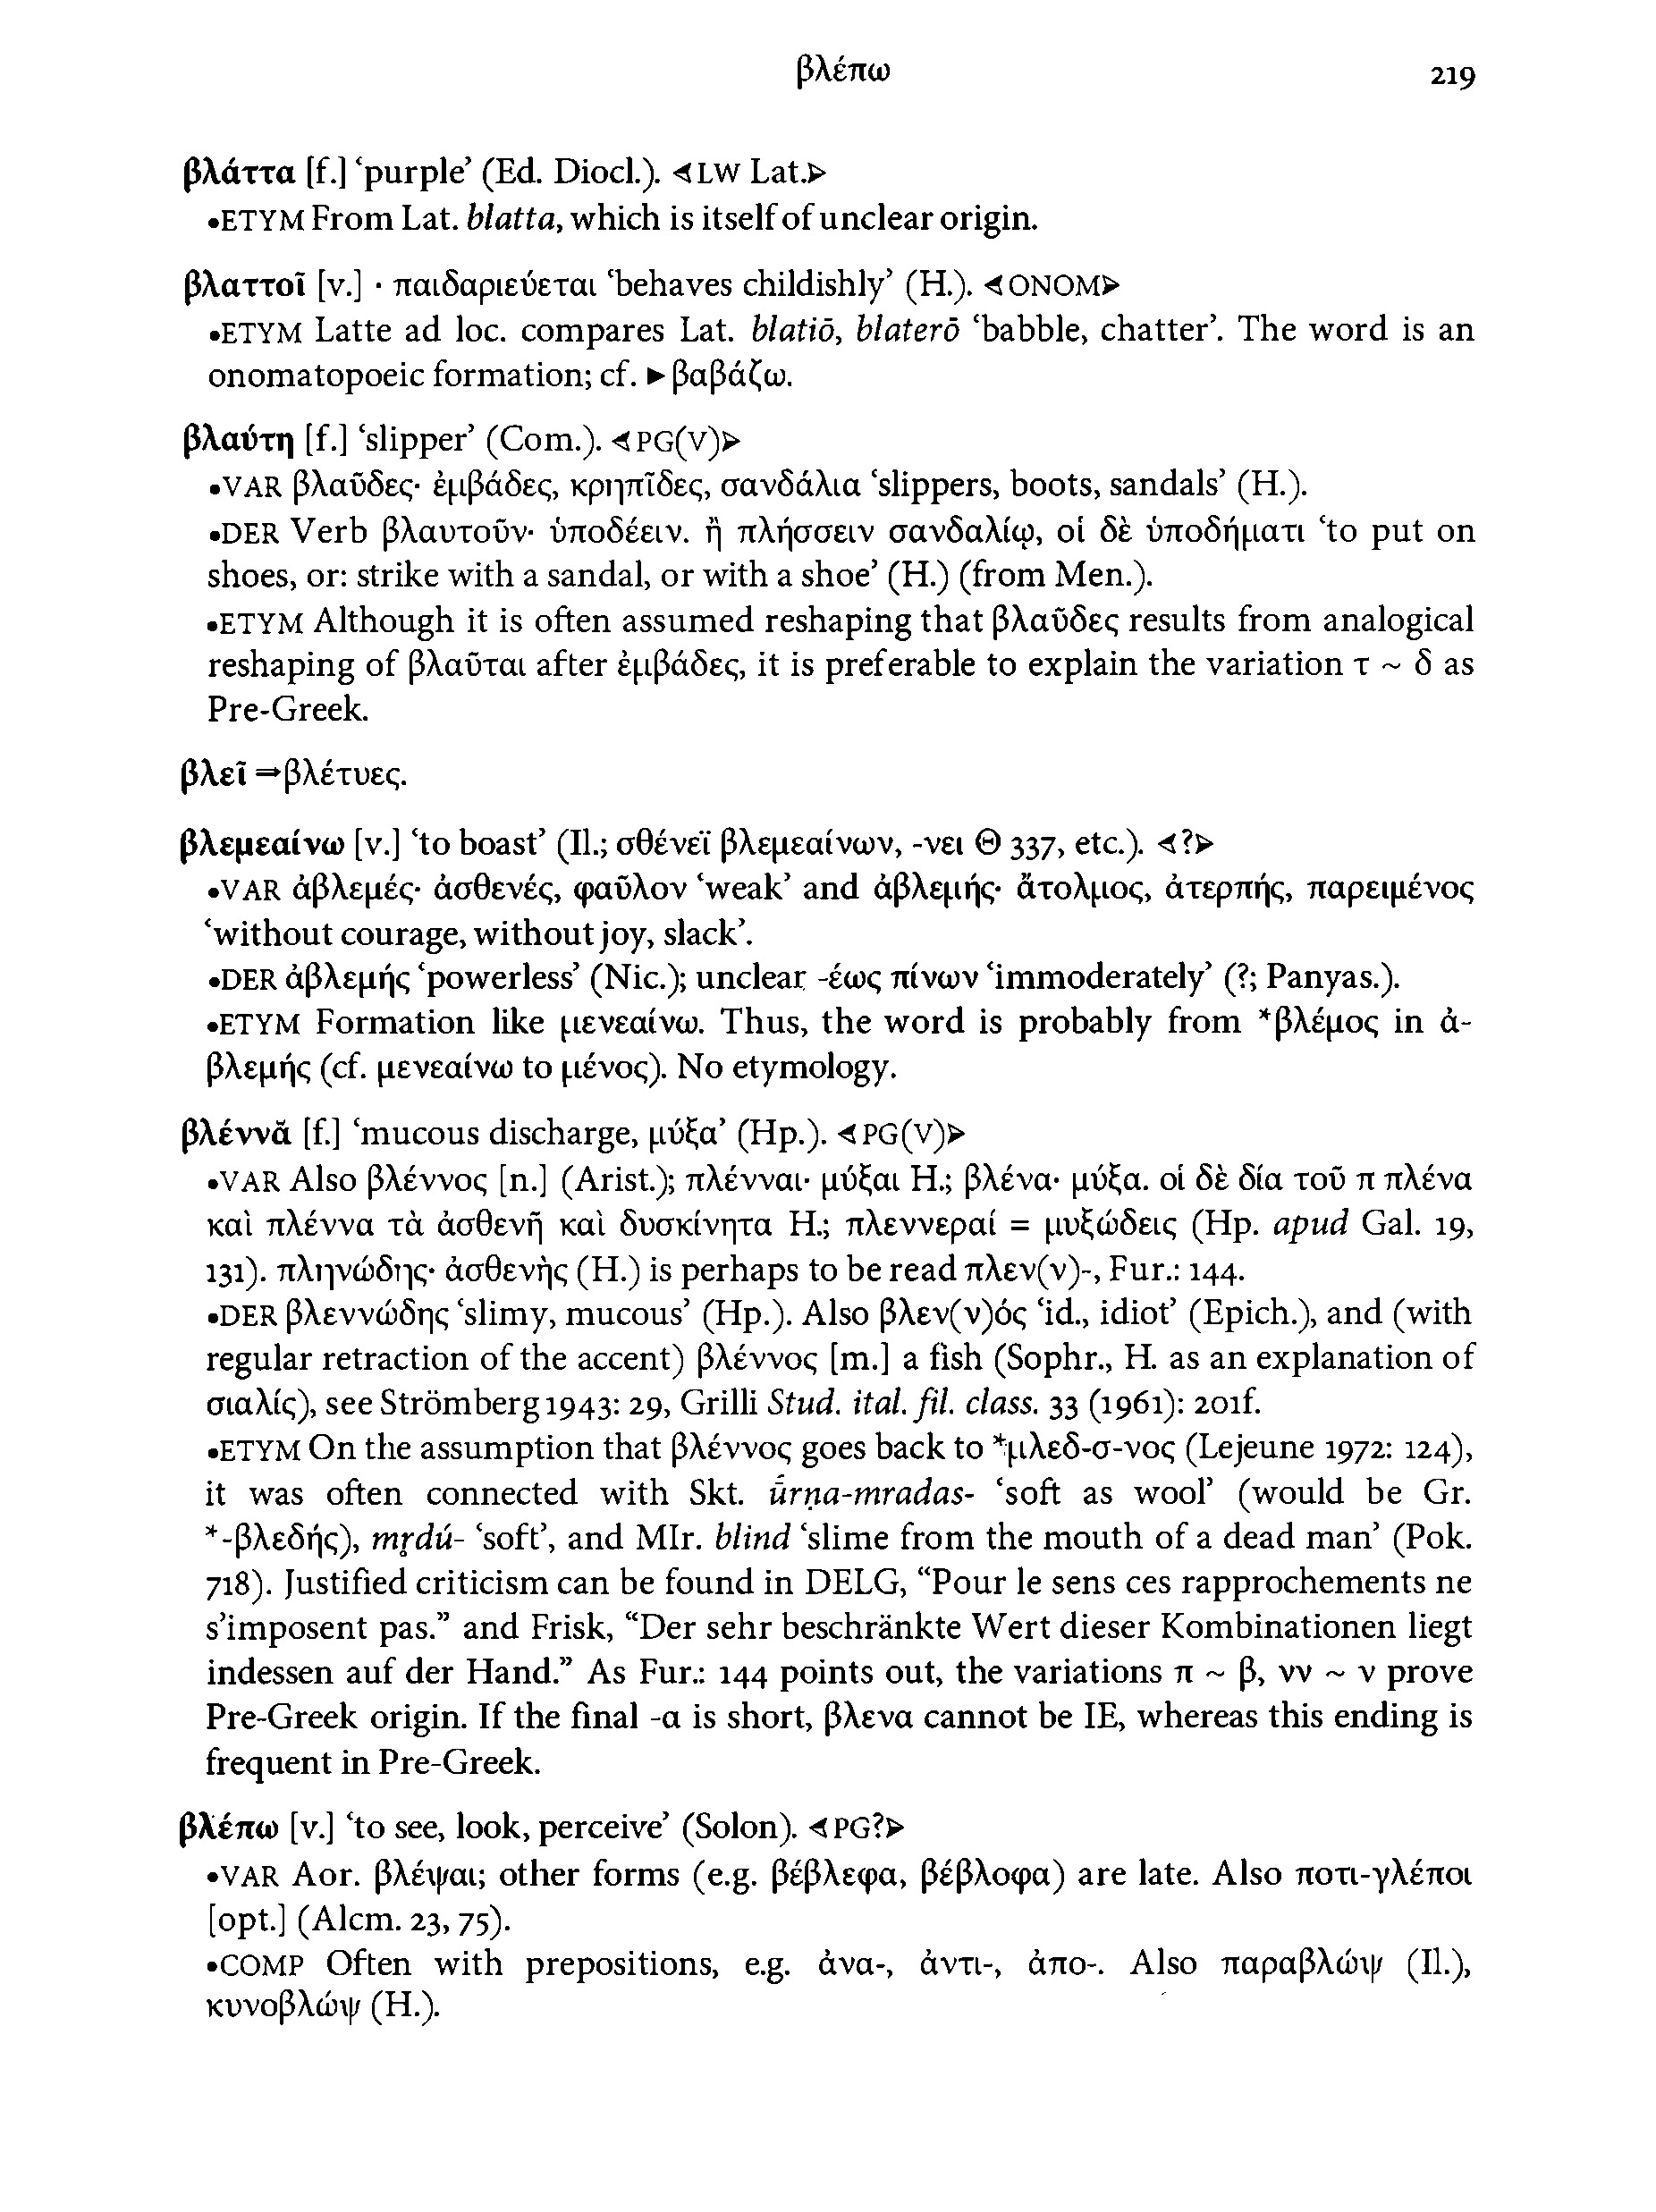 βλέπω 219
βλάττα [f.] ‘purple’ (Ed. Diocl.). ⊲LW Lat.⊳
•ETYM From Lat. blatta, which is itself of unclear origin.
βλαττοῖ [v.] · παιδαριεύεται ‘behaves childishly’ (H.). ⊲ONOM⊳
•ETYM Latte ad loc. compares Lat. blatiō, blaterō ‘babble, chatter’. The word is an
onomatopoeic formation; cf. ►βαβάζω.
βλαύτη [f.] ‘slipper’ (Com.). ⊲PG(V)⊳
•VAR βλαῦδες· ἐμβάδες, κρηπῖδες, σανδάλια ‘slippers, boots, sandals’ (H.).
•DER Verb βλαυτοῦν· ὑποδέειν. ἢ πλήσσειν σανδαλίῳ, οἱ δὲ ὑποδήματι ‘to put on
shoes, or: strike with a sandal, or with a shoe’ (H.) (from Men.).
•ETYM Although it is often assumed reshaping that βλαῦδες results from analogical
reshaping of βλαῦται after ἐμβάδες, it is preferable to explain the variation τ ~ δ as
Pre-Greek.
βλεῖ ⇒βλέτυες.
βλεμεαίνω [v.] ‘to boast’ (Il.; σθένεϊ βλεμεαίνων, -νει Θ 337, etc.). ⊲?⊳
•VAR ἀβλεμές· ἀσθενές, φαῦλον ‘weak’ and ἀβλεμής· ἄτολμος, ἀτερπής, παρειμένος
‘without courage, without joy, slack’.
•DER ἀβλεμής ‘powerless’ (Nic.); unclear -έως πίνων ‘immoderately’ (?; Panyas.).
•ETYM Formation like μενεαίνω. Thus, the word is probably from *βλέμος in ἀ-
βλεμής (cf. μενεαίνω to μένος). No etymology.
βλέννᾰ [f.] ‘mucous discharge, μύξα’ (Hp.). ⊲PG(V)⊳
•VAR Also βλέννος [n.] (Arist.); πλένναι· μύξαι H.; βλένα· μύξα. οἱ δὲ δία τοῦ π πλένα
καὶ πλέννα τὰ ἀσθενῆ καὶ δυσκίνητα H.; πλεννεραί = μυξώδεις (Hp. apud Gal. 19,
131). πληνώδης· ἀσθενὴς (H.) is perhaps to be read πλεν(ν)-, Fur.: 144.
•DER βλεννώδης ‘slimy, mucous’ (Hp.). Also βλεν(ν)ός ‘id., idiot’ (Epich.), and (with
regular retraction of the accent) βλέννος [m.] a fish (Sophr., H. as an explanation of
σιαλίς), see Strömberg 1943: 29, Grilli Stud. ital. fil. class. 33 (1961): 201f.
•ETYM On the assumption that βλέννος goes back to *μλεδ-σ-νος (Lejeune 1972: 124),
it was often connected with Skt. ū́rṇa-mradas- ‘soft as wool’ (would be Gr.
*-βλεδής), mr̥dú- ‘soft’, and MIr. blind ‘slime from the mouth of a dead man’ (Pok.
718). Justified criticism can be found in DELG, “Pour le sens ces rapprochements ne
s’imposent pas.” and Frisk, “Der sehr beschränkte Wert dieser Kombinationen liegt
indessen auf der Hand.” As Fur.: 144 points out, the variations π ~ β, νν ~ ν prove
Pre-Greek origin. If the final -α is short, βλενα cannot be IE, whereas this ending is
frequent in Pre-Greek.
βλέπω [v.] ‘to see, look, perceive’ (Solon). ⊲PG?⊳
•VAR Aor. βλέψαι; other forms (e.g. βέβλεφα, βέβλοφα) are late. Also ποτι-γλέποι
[opt.] (Alcm. 23, 75).
•COMP Often with prepositions, e.g. ἀνα-, ἀντι-, ἀπο-. Also παραβλώψ (Il.),
κυνοβλώψ (H.).